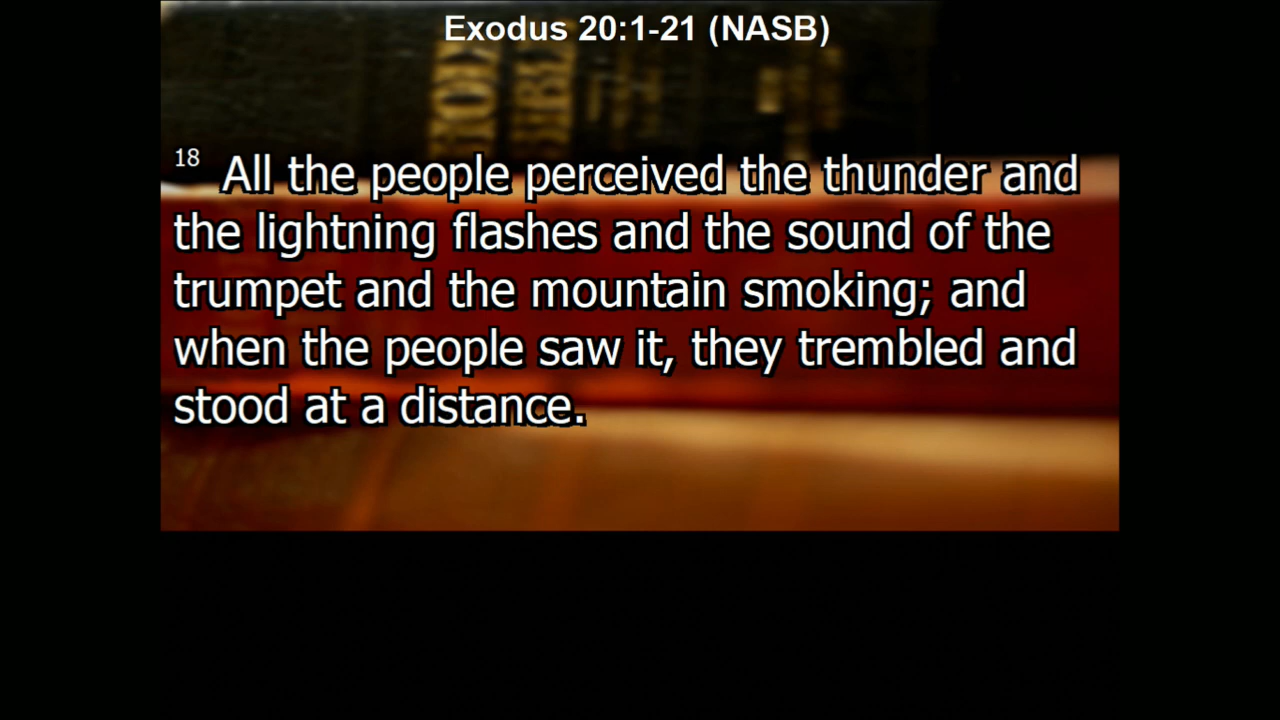 Exodus 20:1-21 (NASB)
HOLY
BIBLE
18 All the people perceived the thunder and
the lightning flashes and the sound of the
trumpet and the mountain smoking; and
when the people saw it, they trembled and
stood at a distance.